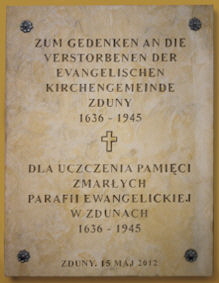 ZUM GEDENKEN AN DIE
VERSTORBENEN DER
EVANGELISCHEN
KIRCHENGEMEINDE
ZDUNY
1636 - 1945
DLA UCZCZENIA PAMIĘCI
ZMARŁYCH
PARAFII EWANGELICKIEJ
W ZDUNACH
1636 - 1945
ZDUNY, 15 MAJ 2012